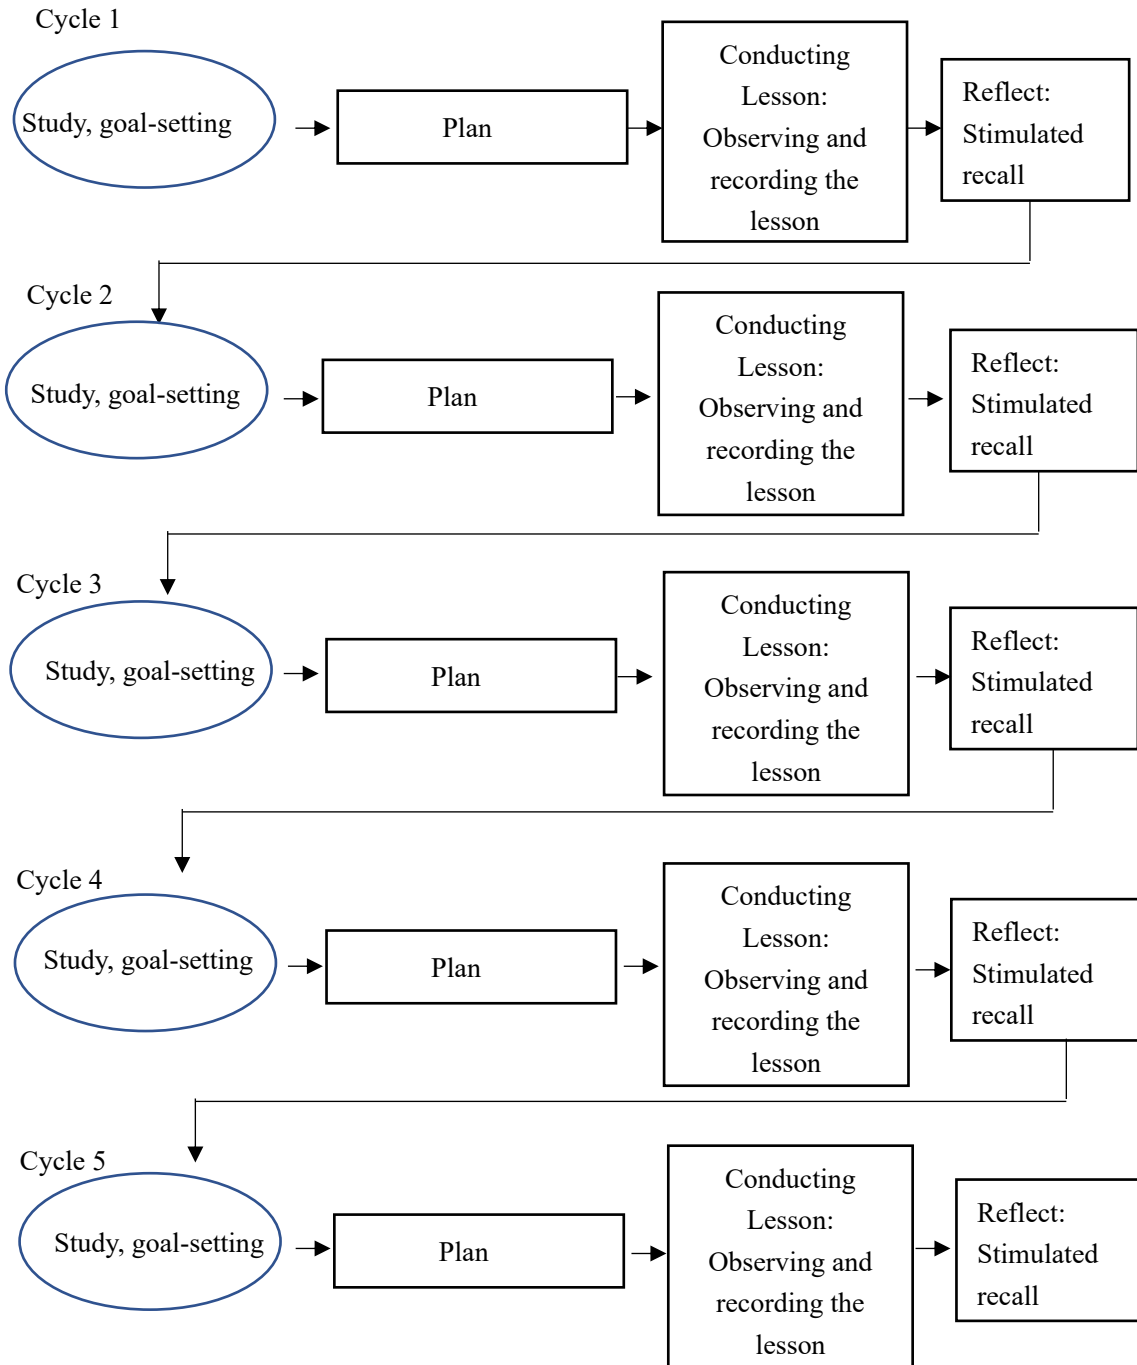 Cycle 1
Study, goal-setting
Plan
Conducting
Lesson:
Observing and
recording the
lesson
Reflect:
Stimulated
recall
Cycle 2
Study, goal-setting
Plan
Conducting
Lesson:
Observing and
recording the
lesson
Reflect:
Stimulated
recall
Cycle 3
Study, goal-setting
Plan
Conducting
Lesson:
Observing and
recording the
lesson
Reflect:
Stimulated
recall
Cycle 4
Study, goal-setting
Plan
Conducting
Lesson:
Observing and
recording the
lesson
Reflect:
Stimulated
recall
Cycle 5
Study, goal-setting
Plan
Conducting
Lesson:
Observing and
recording the
lesson
Reflect:
Stimulated
recall